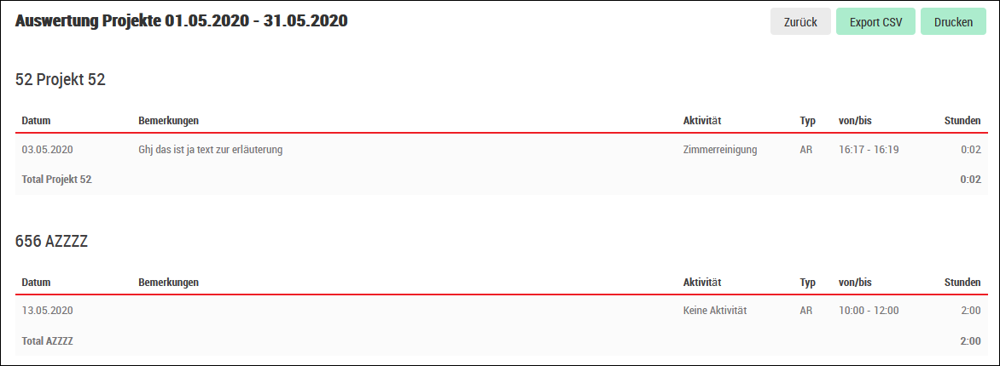 Auswertung Projekte 01.05.2020 - 31.05.2020
Zurück Export CSV Drucken
52 Projekt 52
Datum Bemerkungen Aktivität Typ von/bis Stunden
03.05.2020 Ghj das ist ja text zur erläuterung Zimmerreinigung AR 16:17 - 16:19 0:02
Total Projekt 52 0:02
656 AZZZZ
Datum Bemerkungen Aktivität Typ von/bis Stunden
13.05.2020 Keine Aktivität AR 10:00 - 12:00 2:00
Total AZZZZ 2:00